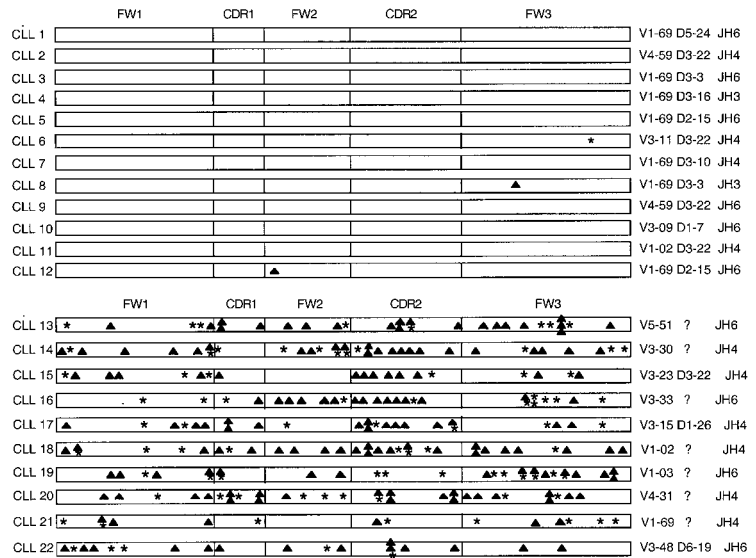 FW1 CDR1 FW2 CDR2 FW3
CLL 1 V1-69 D5-24 JH6
CLL 2 V4-59 D3-22 JH4
CLL 3 V1-69 D3-3 JH6
CLL 4 V1-69 D3-16 JH3
CLL 5 V1-69 D2-15 JH6
CLL 6 * V3-11 D3-22 JH4
CLL 7 V1-69 D3-10 JH4
CLL 8 V1-69 D3-3 JH3
CLL 9 V4-59 D3-22 JH6
CLL 10 V3-09 D1-7 JH6
CLL 11 V1-02 D3-22 JH4
CLL 12 V1-69 D2-15 JH6
FW1 CDR1 FW2 CDR2 FW3
CLL 13 V5-51 ? JH6
CLL 14 V3-30 ? JH4
CLL 15 V3-23 D3-22 JH4
CLL 16 V3-33 ? JH6
CLL 17 V3-15 D1-26 JH4
CLL 18 V1-02 ? JH4
CLL 19 V1-03 ? JH6
CLL 20 V4-31 ? JH4
CLL 21 V1-69 ? JH4
CLL 22 V3-48 D6-19 JH6